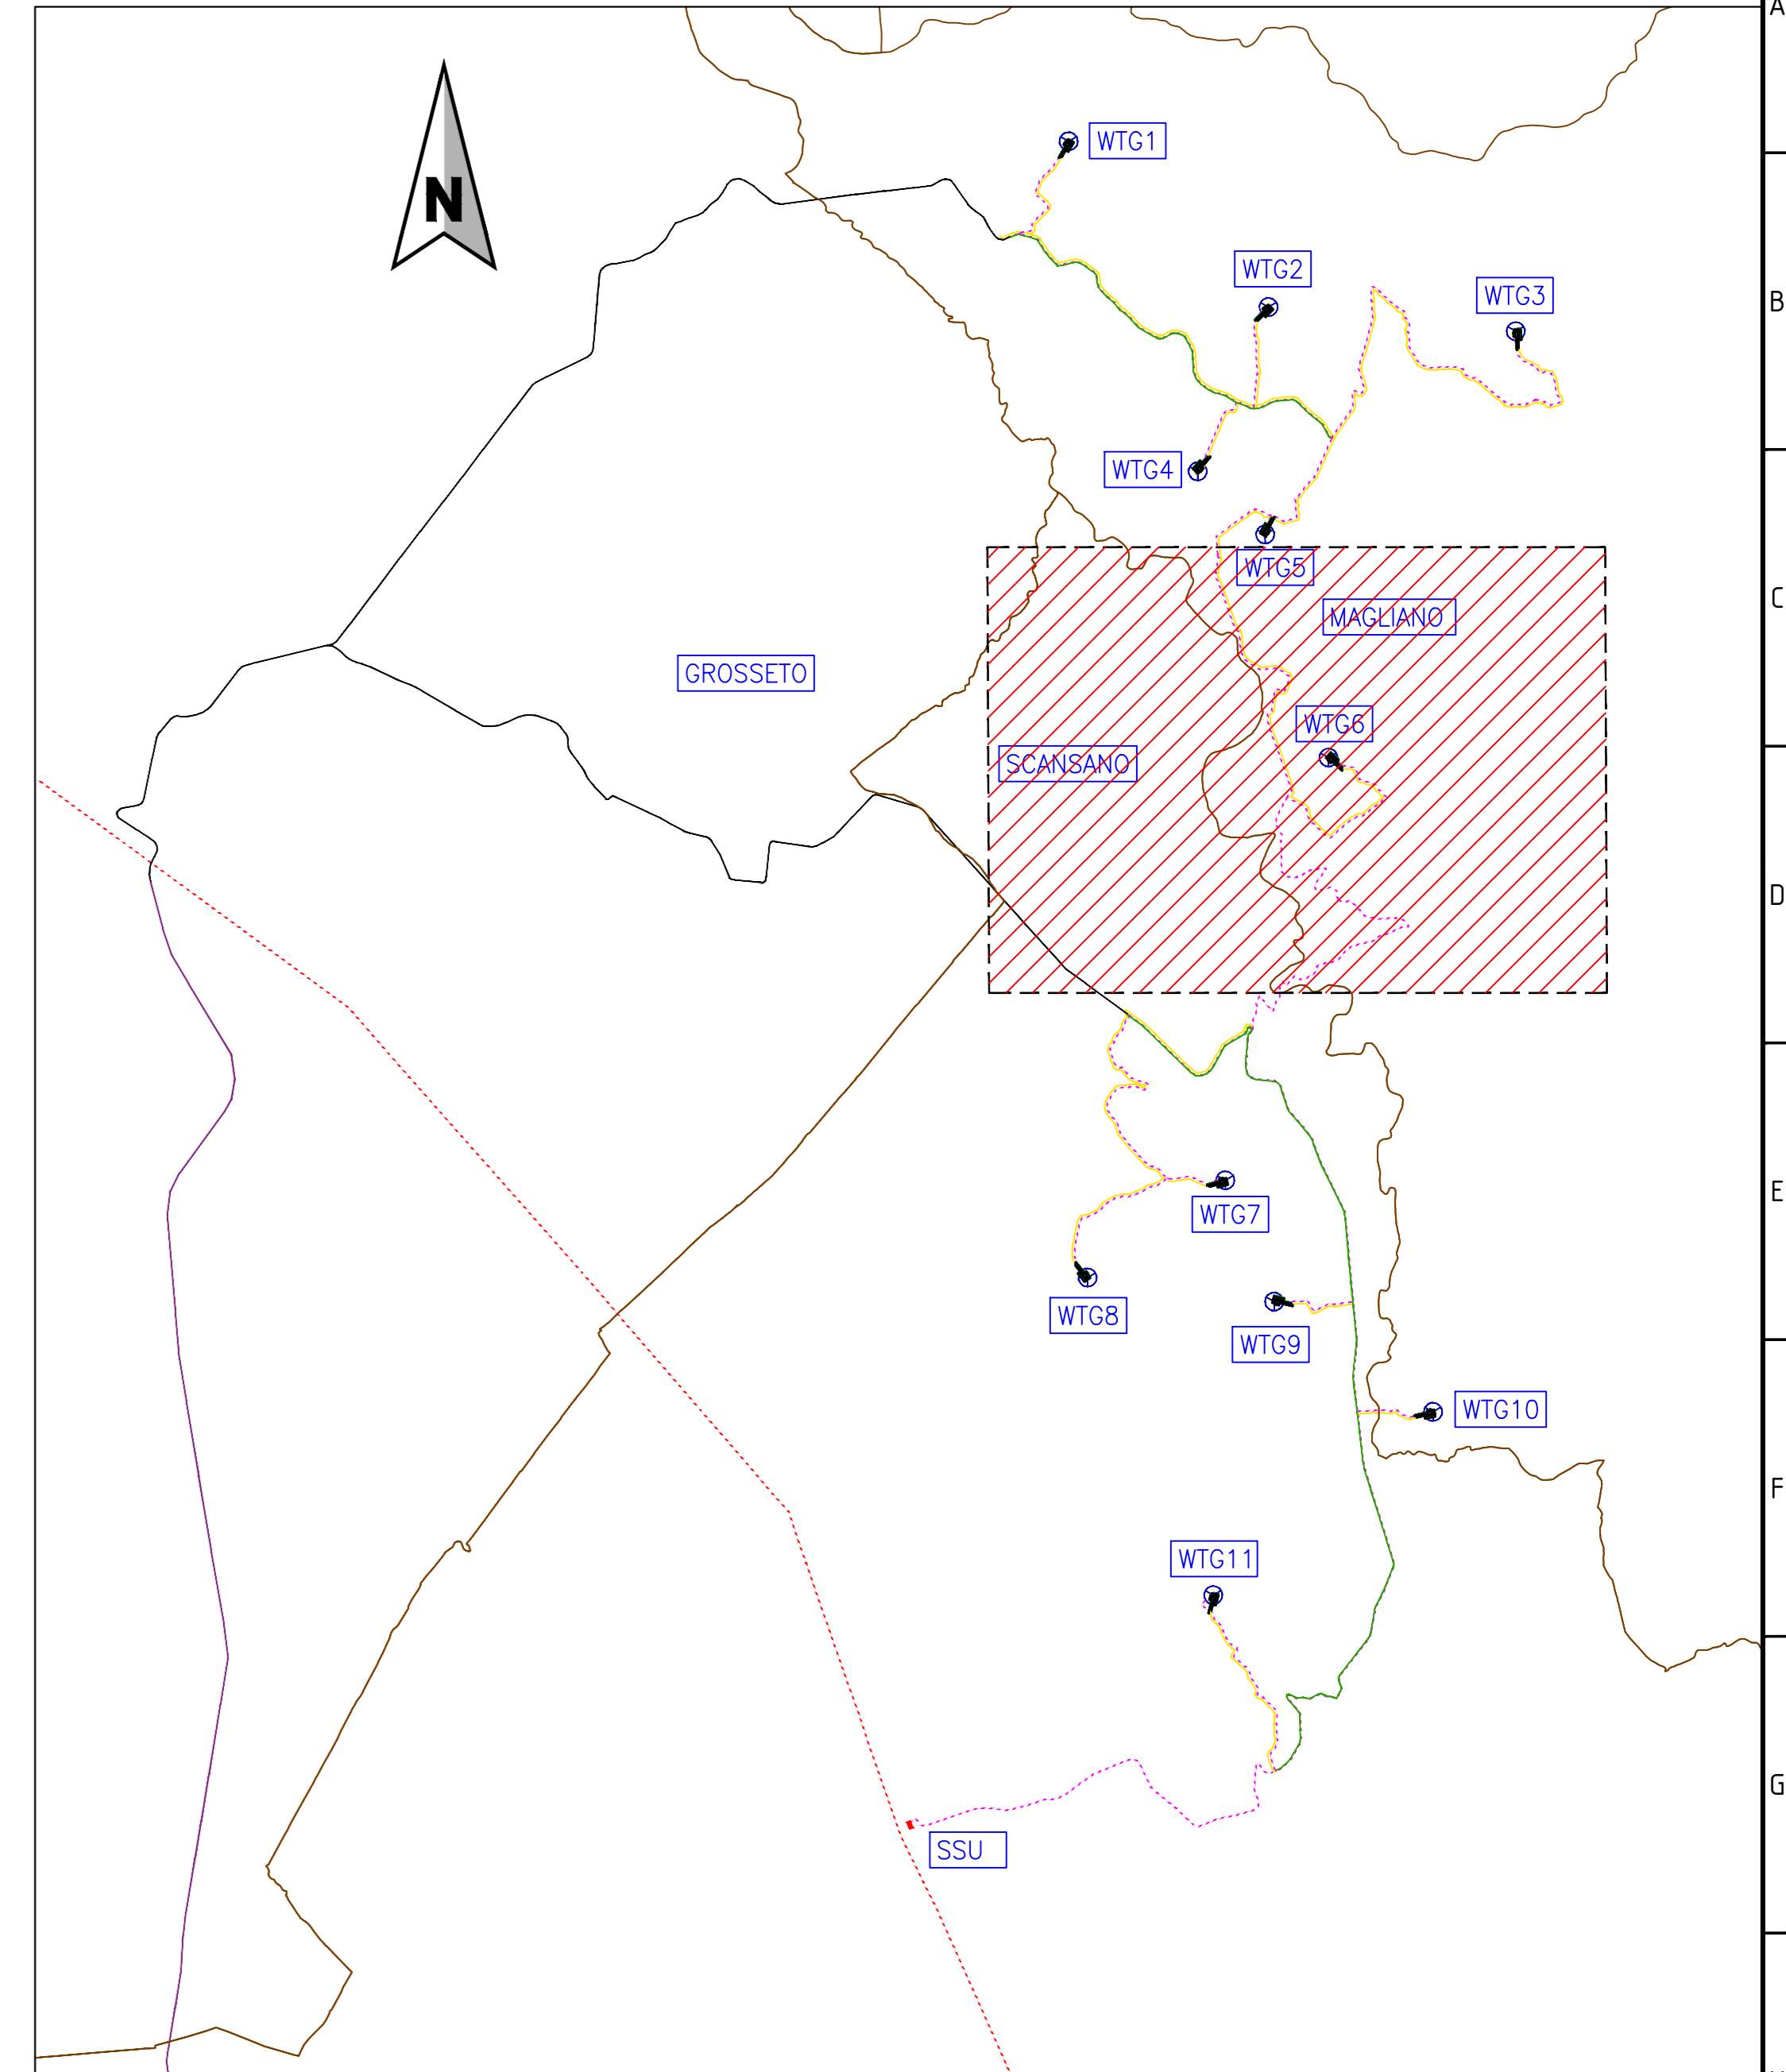 A
WTG1
N
WTG2
WTG3
B
WTG4
WTG5
C
MAGLIANO
GROSSETO
WTG6
SCANSANO
D
E
WTG7
WTG8
WTG9
WTG10
F
WTG11
G
SSU